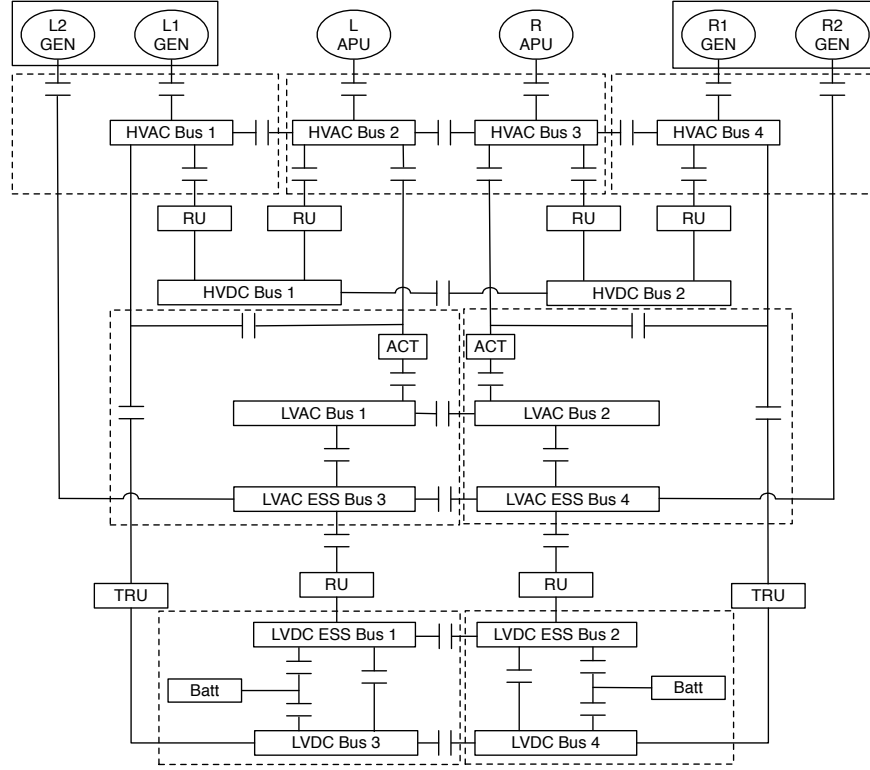 L2
GEN
L1
GEN
L
APU
R
APU
R1
GEN
R2
GEN
HVAC Bus 1
HVAC Bus 2
HVAC Bus 3
HVAC Bus 4
RU
RU
RU
RU
HVDC Bus 1
HVDC Bus 2
ACT
ACT
LVAC Bus 1
LVAC Bus 2
LVAC ESS Bus 3
LVAC ESS Bus 4
TRU
RU
RU
TRU
LVDC ESS Bus 1
LVDC ESS Bus 2
Batt
Batt
LVDC Bus 3
LVDC Bus 4